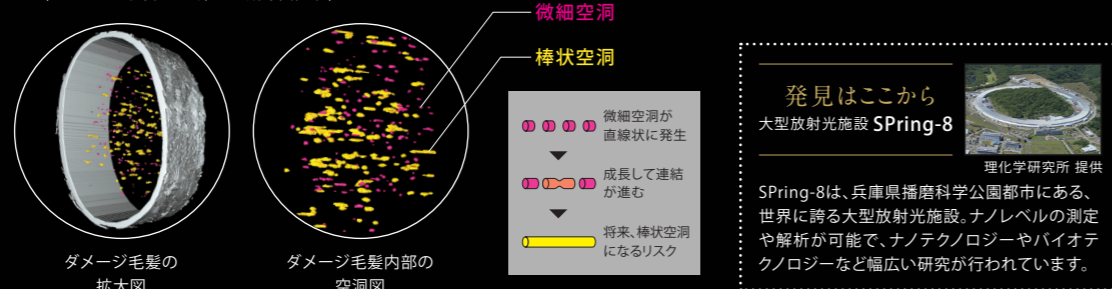 微細空洞
棒状空洞
ダメージ毛髪の
拡大図
ダメージ毛髪内部の
空洞図
微細空洞が
直線状に発生
成長して連結
が進む
将来、棒状空洞
になるリスク
発見はここから
大型放射光施設 SPring-8
理化学研究所 提供
SPring-8は、兵庫県播磨科学公園都市にある、
世界に誇る大型放射光施設。ナノレベルの測定
や解析が可能で、ナノテクノロジーやバイオテ
クノロジーなど幅広い研究が行われています。